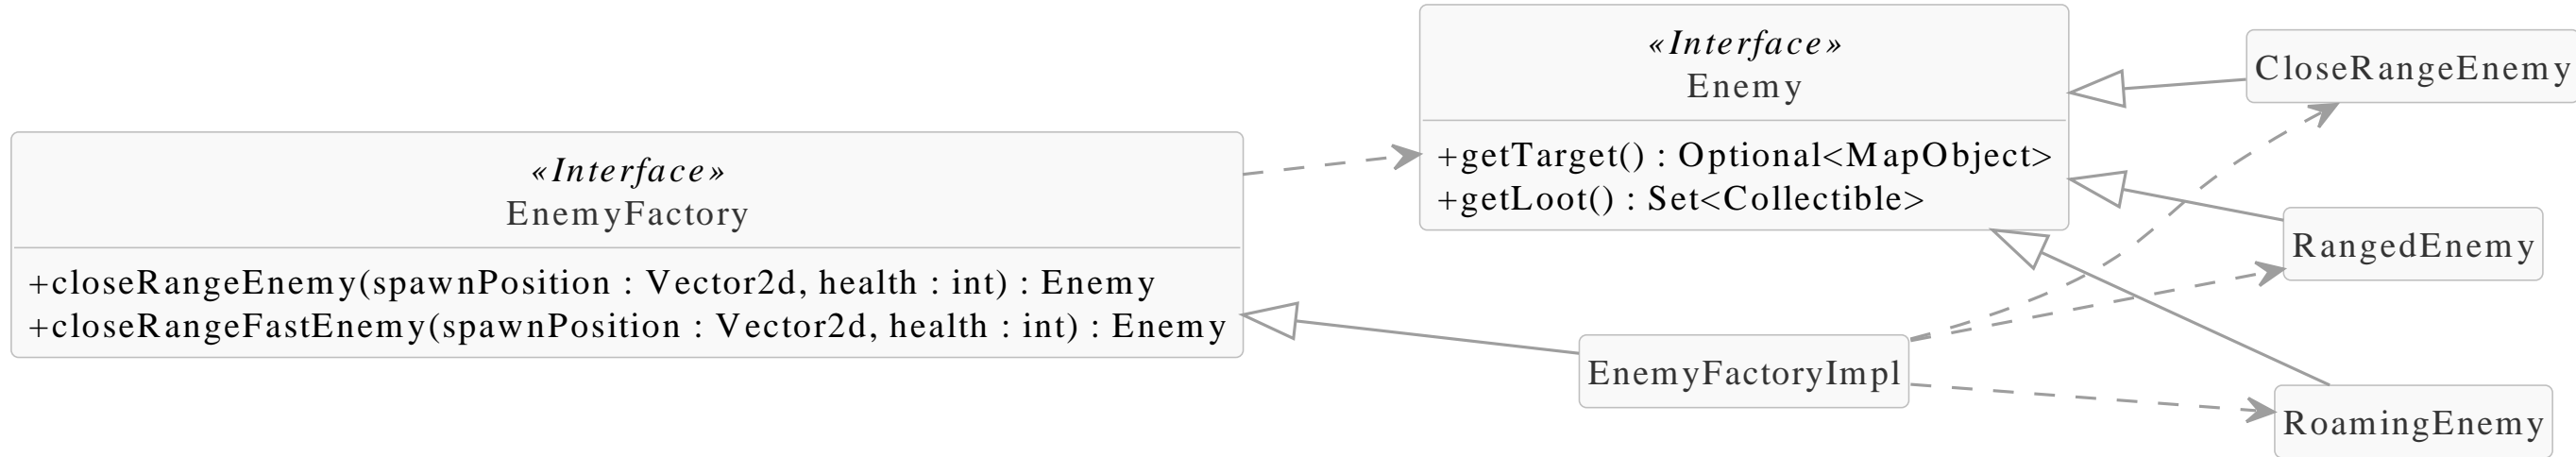 «Interface»
EnemyFactory
+closeRangeEnemy(spawnPosition : Vector2d, health : int) : Enemy
+closeRangeFastEnemy(spawnPosition : Vector2d, health : int) : Enemy
«Interface»
Enemy
+getTarget() : Optional<MapObject>
+getLoot() : Set<Collectible>
EnemyFactoryImpl
CloseRangeEnemy
RangedEnemy
RoamingEnemy